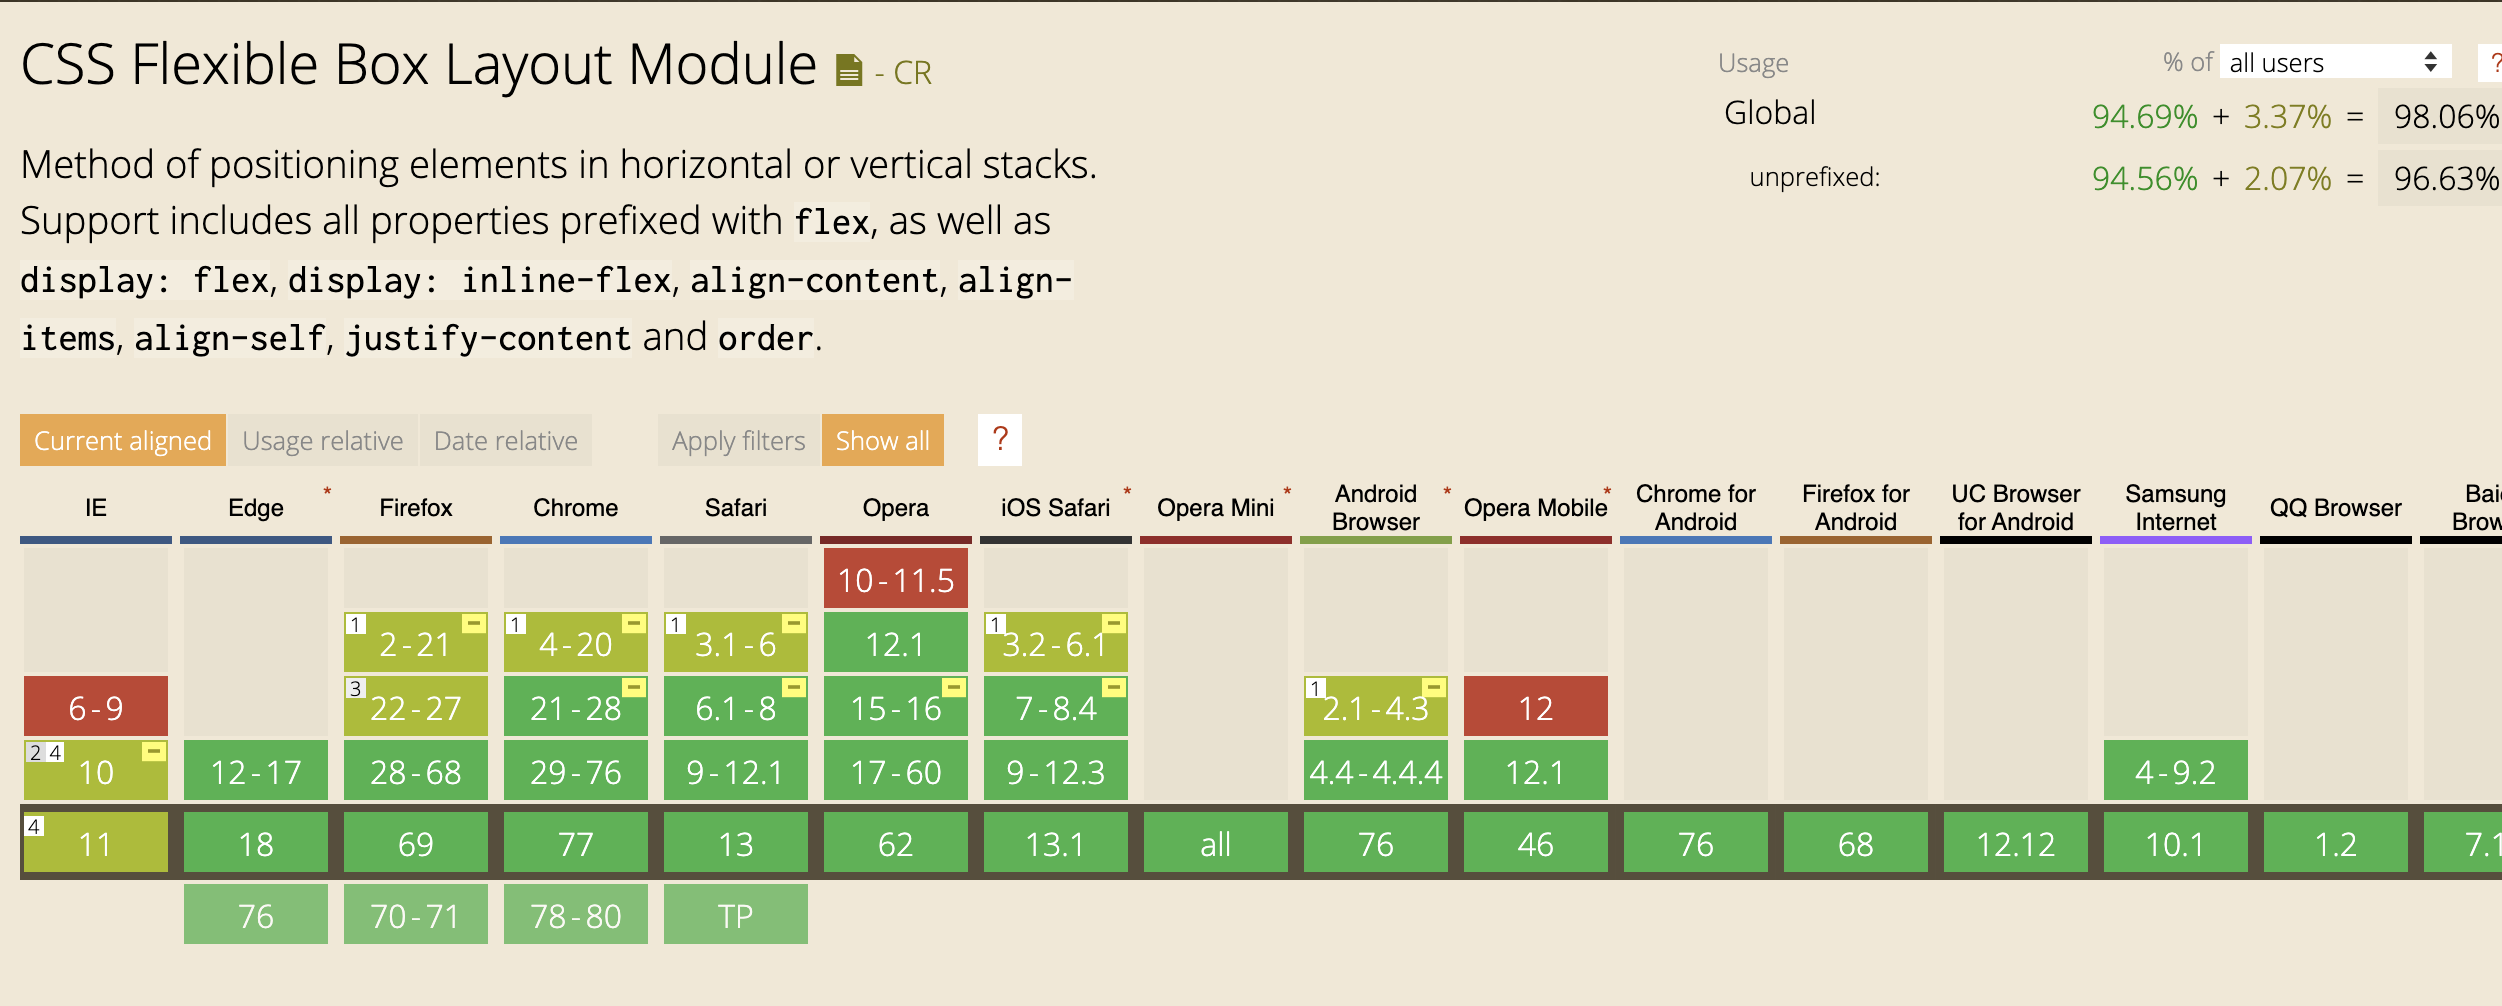 CSS Flexible Box Layout Module - CR
Usage % of all users ?
Global 94.69% + 3.37% = 98.06%
unprefixed: 94.56% + 2.07% = 96.63%
Method of positioning elements in horizontal or vertical stacks.
Support includes all properties prefixed with flex, as well as
display: flex, display: inline-flex, align-content, align-
items, align-self, justify-content and order.
Current aligned Usage relative Date relative Apply filters Show all ?
IE Edge * Firefox Chrome Safari Opera iOS Safari * Opera Mini * Android Browser * Opera Mobile * Chrome for Android Firefox for Android UC Browser for Android Samsung Internet QQ Browser
10-11.5
1 2-21 1 4-20 1 3.1-6 12.1 1 3.2-6.1
6-9 3 22-27 21-28 6.1-8 15-16 7-8.4 1 2.1-4.3 12
2 4 10 12-17 28-68 29-76 9-12.1 17-60 9-12.3 4.4-4.4.4 12.1 4-9.2
4 11 18 69 77 13 62 13.1 all 76 46 76 68 12.12 10.1 1.2
76 70-71 78-80 TP